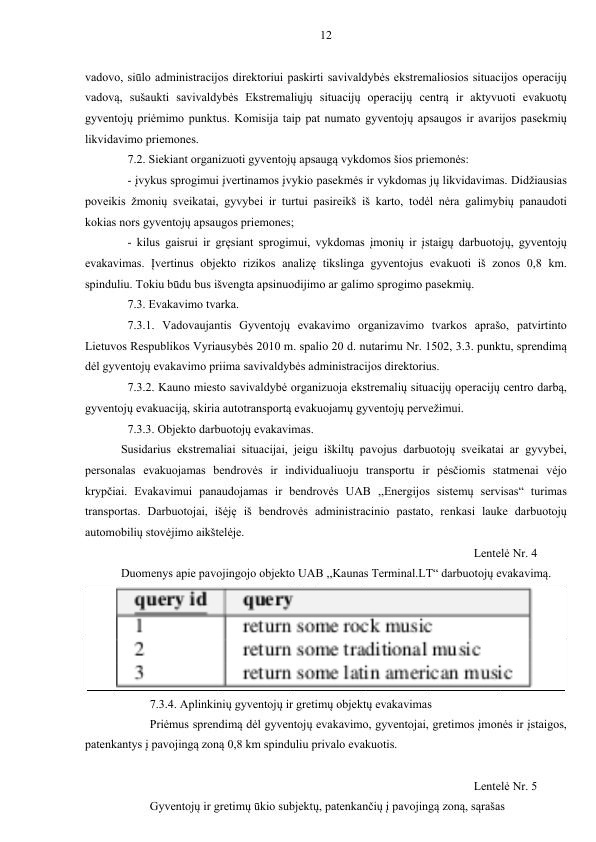 12
vadovo, siūlo administracijos direktoriui paskirti savivaldybės ekstremaliosios situacijos operacijų
vadovą, sušaukti savivaldybės Ekstremaliųjų situacijų operacijų centrą ir aktyvuoti evakuotų
gyventojų priėmimo punktus. Komisija taip pat numato gyventojų apsaugos ir avarijos pasekmių
likvidavimo priemones.
7.2. Siekiant organizuoti gyventojų apsaugą vykdomos šios priemonės:
- įvykus sprogimui įvertinamos įvykio pasekmės ir vykdomas jų likvidavimas. Didžiausias
poveikis žmonių sveikatai, gyvybei ir turtui pasireikš iš karto, todėl nėra galimybių panaudoti
kokias nors gyventojų apsaugos priemones;
- kilus gaisrui ir gręsiant sprogimui, vykdomas įmonių ir įstaigų darbuotojų, gyventojų
evakavimas. Įvertinus objekto rizikos analizę tikslinga gyventojus evakuoti iš zonos 0,8 km.
spinduliu. Tokiu būdu bus išvengta apsinuodijimo ar galimo sprogimo pasekmių.
7.3. Evakavimo tvarka.
7.3.1. Vadovaujantis Gyventojų evakavimo organizavimo tvarkos aprašo, patvirtinto
Lietuvos Respublikos Vyriausybės 2010 m. spalio 20 d. nutarimu Nr. 1502, 3.3. punktu, sprendimą
dėl gyventojų evakavimo priima savivaldybės administracijos direktorius.
7.3.2. Kauno miesto savivaldybė organizuoja ekstremalių situacijų operacijų centro darbą,
gyventojų evakuaciją, skiria autotransportą evakuojamų gyventojų pervežimui.
7.3.3. Objekto darbuotojų evakavimas.
Susidarius ekstremaliai situacijai, jeigu iškiltų pavojus darbuotojų sveikatai ar gyvybei,
personalas evakuojamas bendrovės ir individualiuoju transportu ir pėsčiomis statmenai vėjo
krypčiai. Evakavimui panaudojamas ir bendrovės UAB ,,Energijos sistemų servisas“ turimas
transportas. Darbuotojai, išėję iš bendrovės administracinio pastato, renkasi lauke darbuotojų
automobilių stovėjimo aikštelėje.
Lentelė Nr. 4
Duomenys apie pavojingojo objekto UAB ,,Kaunas Terminal.LT“ darbuotojų evakavimą.
query id query
1 return some rock music
2 return some traditional music
3 return some latin american music
7.3.4. Aplinkinių gyventojų ir gretimų objektų evakavimas
Priėmus sprendimą dėl gyventojų evakavimo, gyventojai, gretimos įmonės ir įstaigos,
patenkantys į pavojingą zoną 0,8 km spinduliu privalo evakuotis.
Lentelė Nr. 5
Gyventojų ir gretimų ūkio subjektų, patenkančių į pavojingą zoną, sąrašas